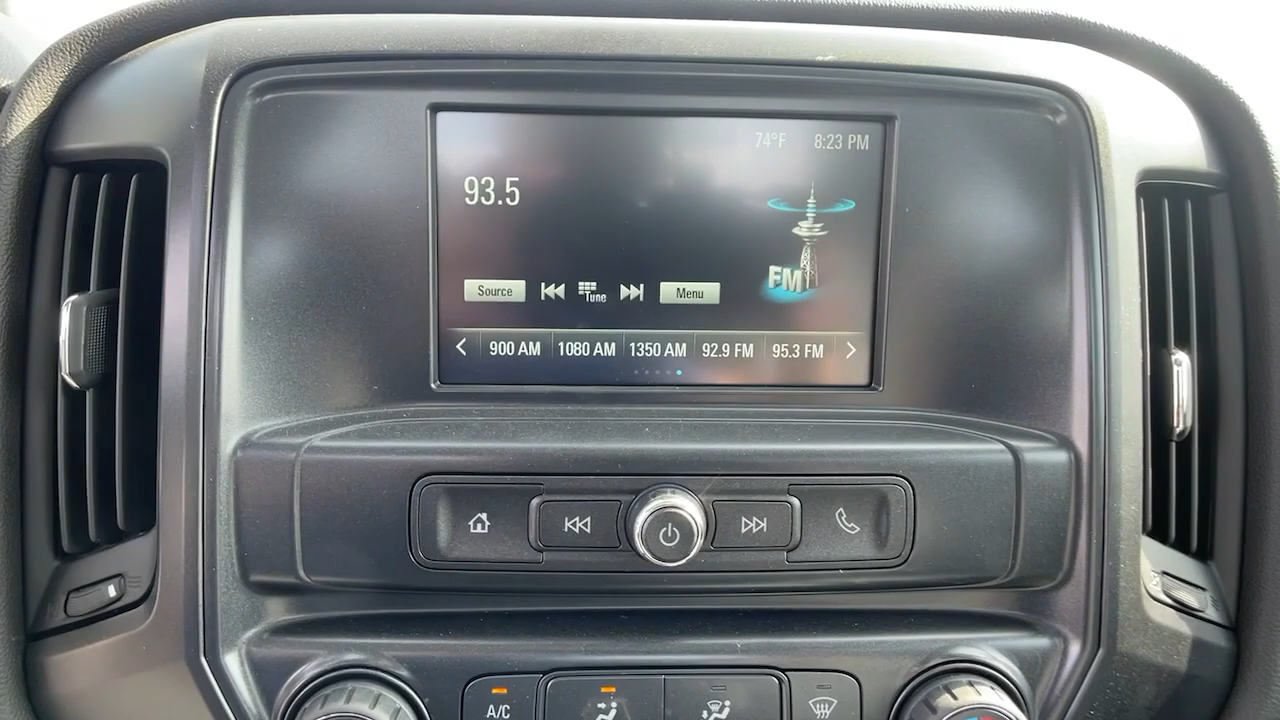 74°F 8:23 PM
93.5
FM
Source Tune Menu
900 AM 1080 AM 1350 AM 92.9 FM 95.3 FM
A/C